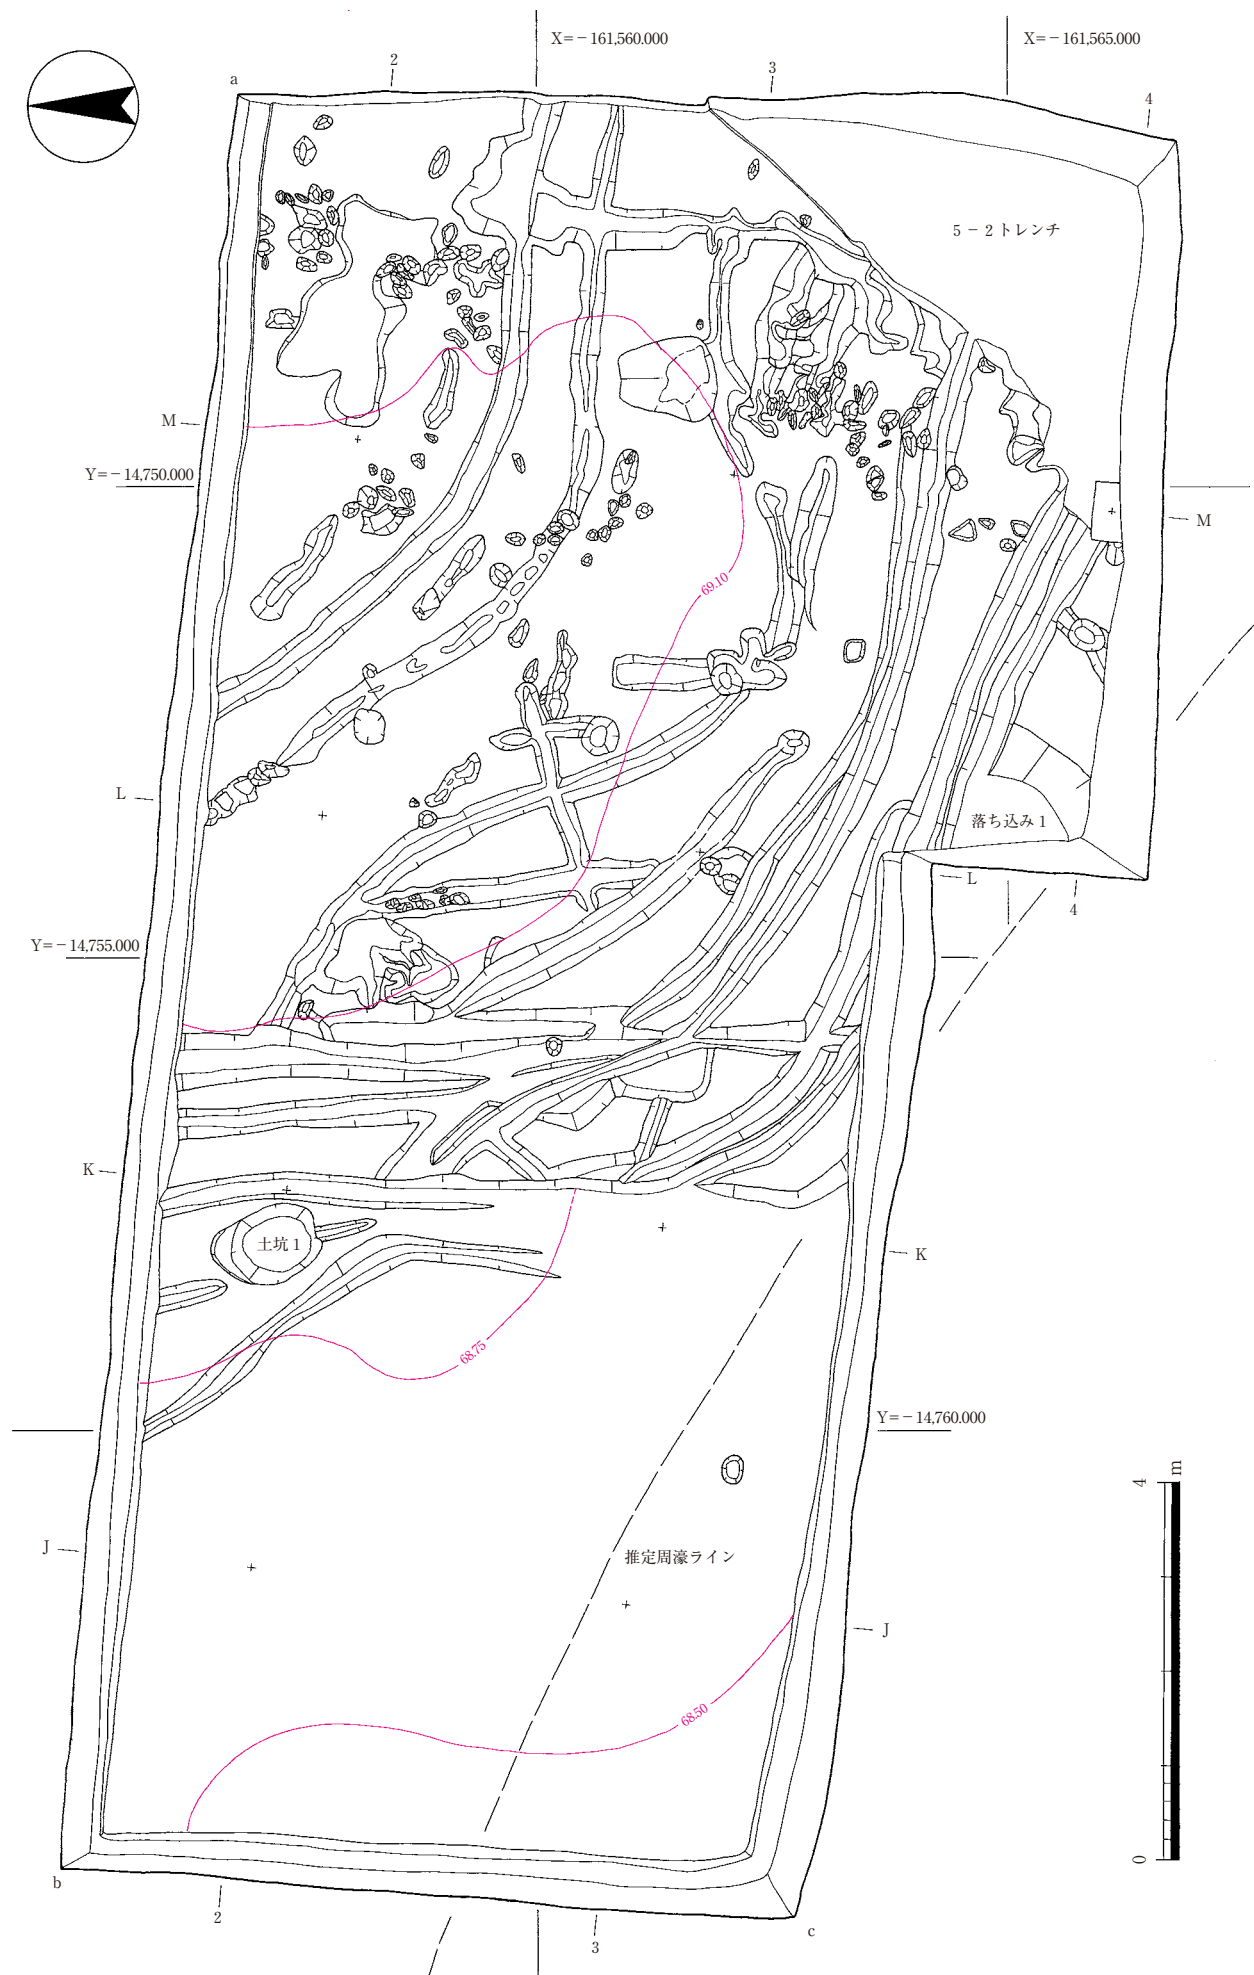 X=－161,560.000
X=－161,565.000
2
3
a
4
5－2トレンチ
M
Y=－14,750.000
M
69.10
L
落ち込み1
L
4
Y=－14,755.000
K
土坑1
K
68.75
Y=－14,760.000
4
m
J
推定周濠ライン
J
68.50
0
b
2
3
c